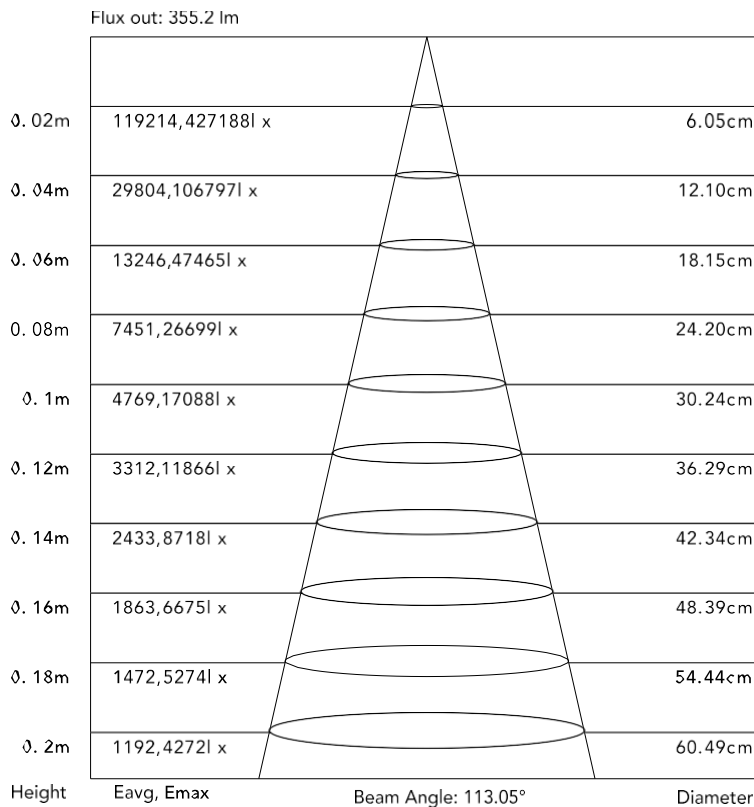 Flux out: 355.2 lm
0. 02m 119214,427188l x 6.05cm
0. 04m 29804,106797l x 12.10cm
0. 06m 13246,47465l x 18.15cm
0. 08m 7451,26699l x 24.20cm
0. 1m 4769,17088l x 30.24cm
0. 12m 3312,11866l x 36.29cm
0. 14m 2433,8718l x 42.34cm
0. 16m 1863,6675l x 48.39cm
0. 18m 1472,5274l x 54.44cm
0. 2m 1192,4272l x 60.49cm
Height Eavg, Emax Beam Angle: 113.05° Diameter